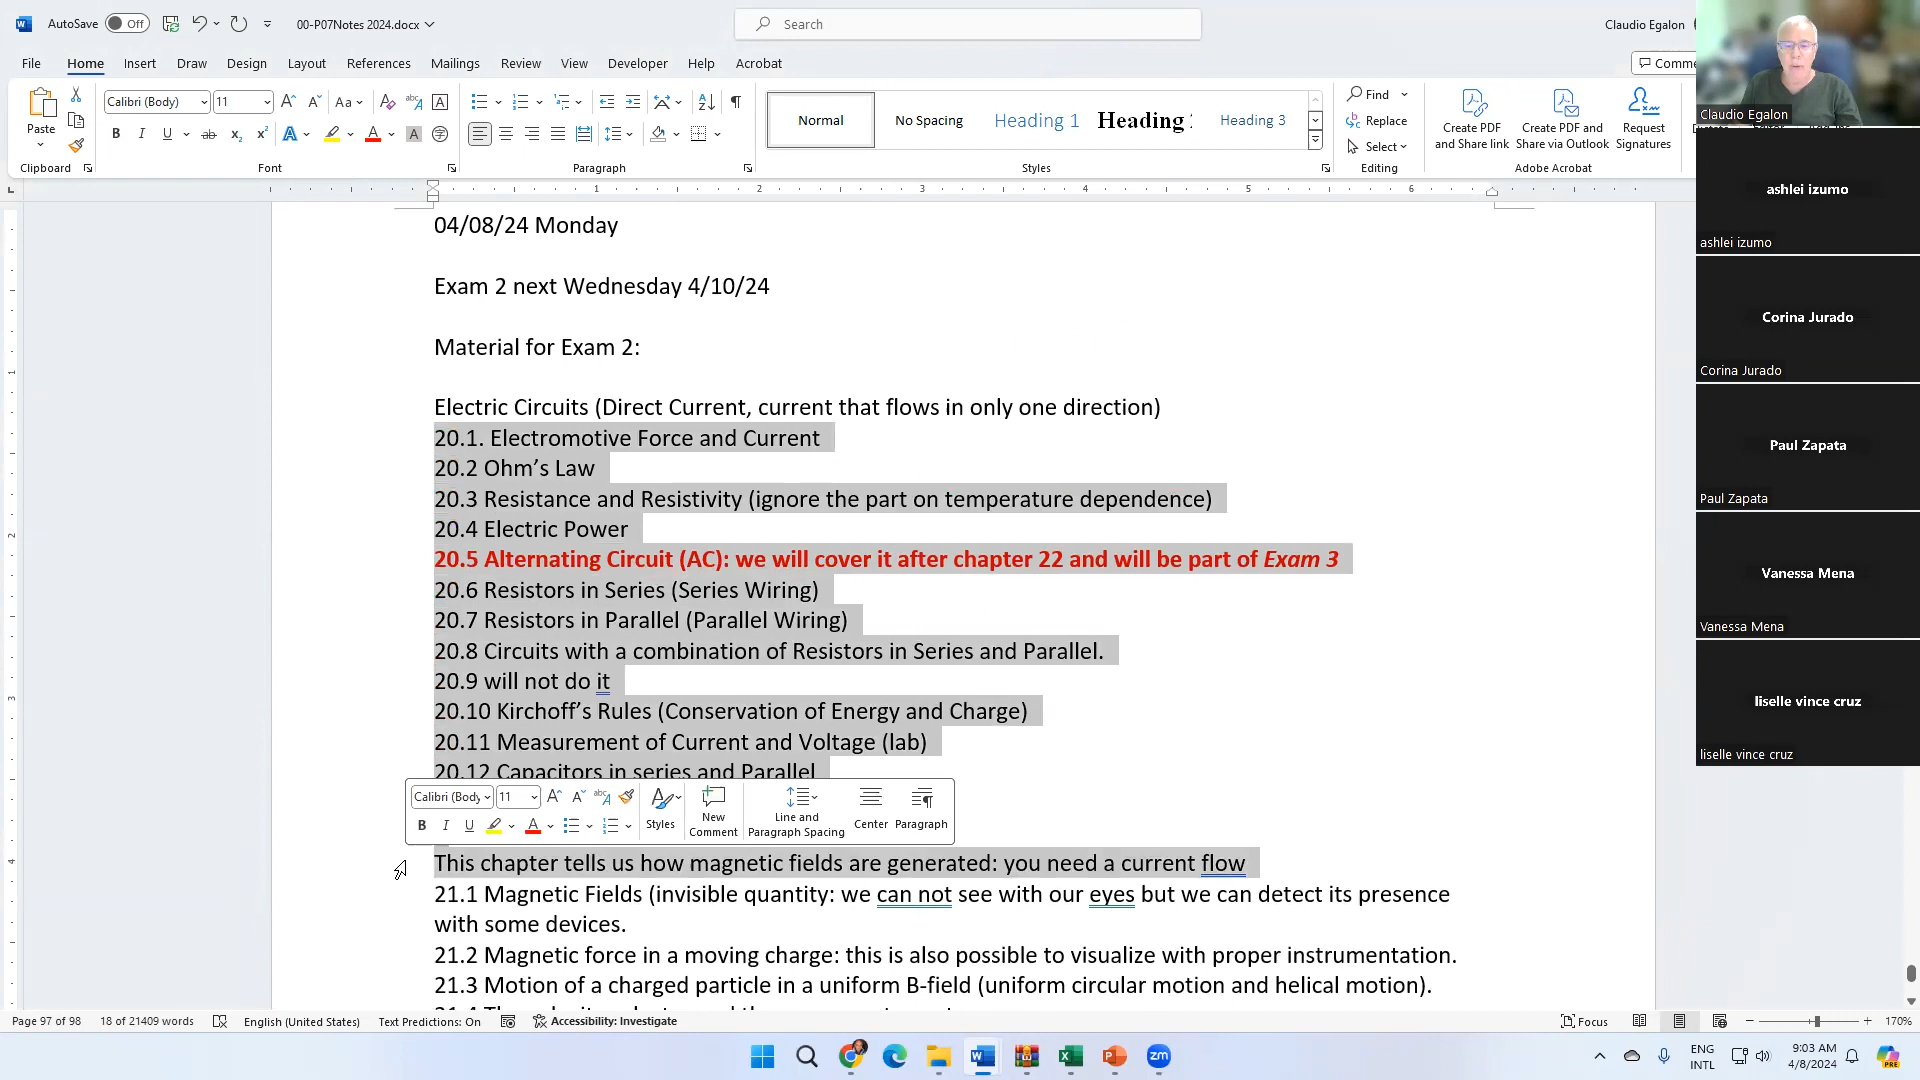 AutoSave Off 00-P07Notes 2024.docx Search Claudio Egalon
File Home Insert Draw Design Layout References Mailings Review View Developer Help Acrobat
Paste
Clipboard
Calibri (Body) 11
Font
Paragraph
Normal No Spacing Heading 1 Heading Heading 3
Styles
Find
Replace
Select
Editing
Create PDF and Share link
Create PDF and Share via Outlook
Request Signatures
Adobe Acrobat
04/08/24 Monday
Exam 2 next Wednesday 4/10/24
Material for Exam 2:
Electric Circuits (Direct Current, current that flows in only one direction)
20.1. Electromotive Force and Current
20.2 Ohm’s Law
20.3 Resistance and Resistivity (ignore the part on temperature dependence)
20.4 Electric Power
20.5 Alternating Circuit (AC): we will cover it after chapter 22 and will be part of Exam 3
20.6 Resistors in Series (Series Wiring)
20.7 Resistors in Parallel (Parallel Wiring)
20.8 Circuits with a combination of Resistors in Series and Parallel.
20.9 will not do it
20.10 Kirchoff’s Rules (Conservation of Energy and Charge)
20.11 Measurement of Current and Voltage (lab)
20.12 Capacitors in series and Parallel
Calibri (Body 11
Styles
New Comment
Line and Paragraph Spacing
Center
Paragraph
This chapter tells us how magnetic fields are generated: you need a current flow
21.1 Magnetic Fields (invisible quantity: we can not see with our eyes but we can detect its presence
with some devices.
21.2 Magnetic force in a moving charge: this is also possible to visualize with proper instrumentation.
21.3 Motion of a charged particle in a uniform B-field (uniform circular motion and helical motion).
Claudio Egalon
ashlei izumo
ashlei izumo
Corina Jurado
Corina Jurado
Paul Zapata
Paul Zapata
Vanessa Mena
Vanessa Mena
liselle vince cruz
liselle vince cruz
Page 97 of 98 18 of 21409 words English (United States) Text Predictions: On Accessibility: Investigate Focus 170%
ENG INTL
9:03 AM
4/8/2024